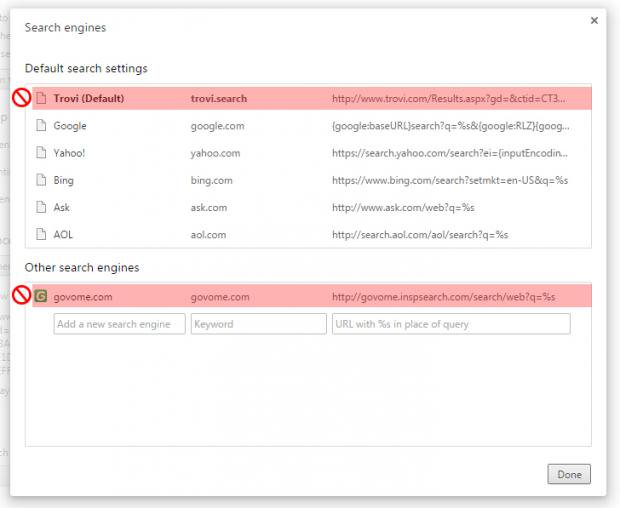 Search engines
Default search settings
Trovi (Default) trovi.search http://www.trovi.com/Results.aspx?gd=&ctid=CT3...
Google google.com {google:baseURL}search?q=%s&{google:RLZ}{goog...
Yahoo! yahoo.com https://search.yahoo.com/search?ei={inputEncodin...
Bing bing.com https://www.bing.com/search?setmkt=en-US&q=%s
Ask ask.com http://www.ask.com/web?q=%s
AOL aol.com http://search.aol.com/aol/search?q=%s
Other search engines
govome.com govome.com http://govome.inspsearch.com/search/web?q=%s
Add a new search engine Keyword URL with %s in place of query
Done